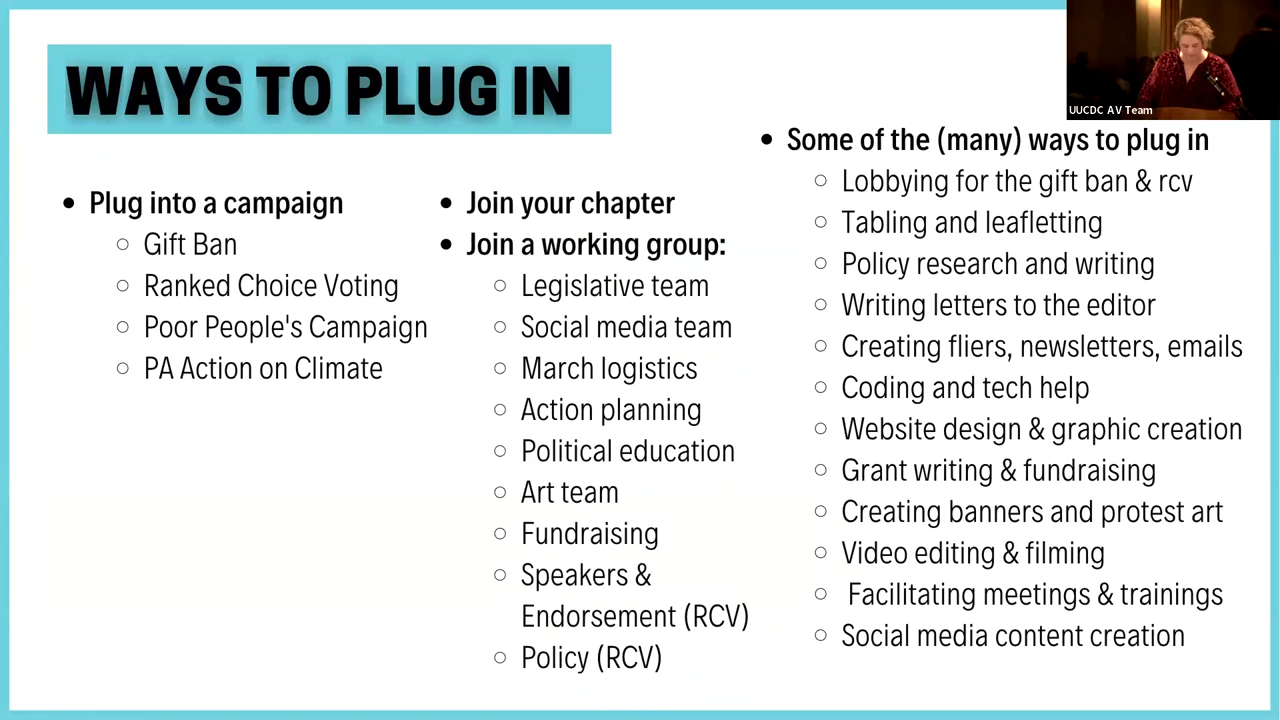 WAYS TO PLUG IN
UUCDC AV Team
• Plug into a campaign
○ Gift Ban
○ Ranked Choice Voting
○ Poor People's Campaign
○ PA Action on Climate
• Join your chapter
• Join a working group:
○ Legislative team
○ Social media team
○ March logistics
○ Action planning
○ Political education
○ Art team
○ Fundraising
○ Speakers &
Endorsement (RCV)
○ Policy (RCV)
• Some of the (many) ways to plug in
○ Lobbying for the gift ban & rcv
○ Tabling and leafletting
○ Policy research and writing
○ Writing letters to the editor
○ Creating fliers, newsletters, emails
○ Coding and tech help
○ Website design & graphic creation
○ Grant writing & fundraising
○ Creating banners and protest art
○ Video editing & filming
○ Facilitating meetings & trainings
○ Social media content creation